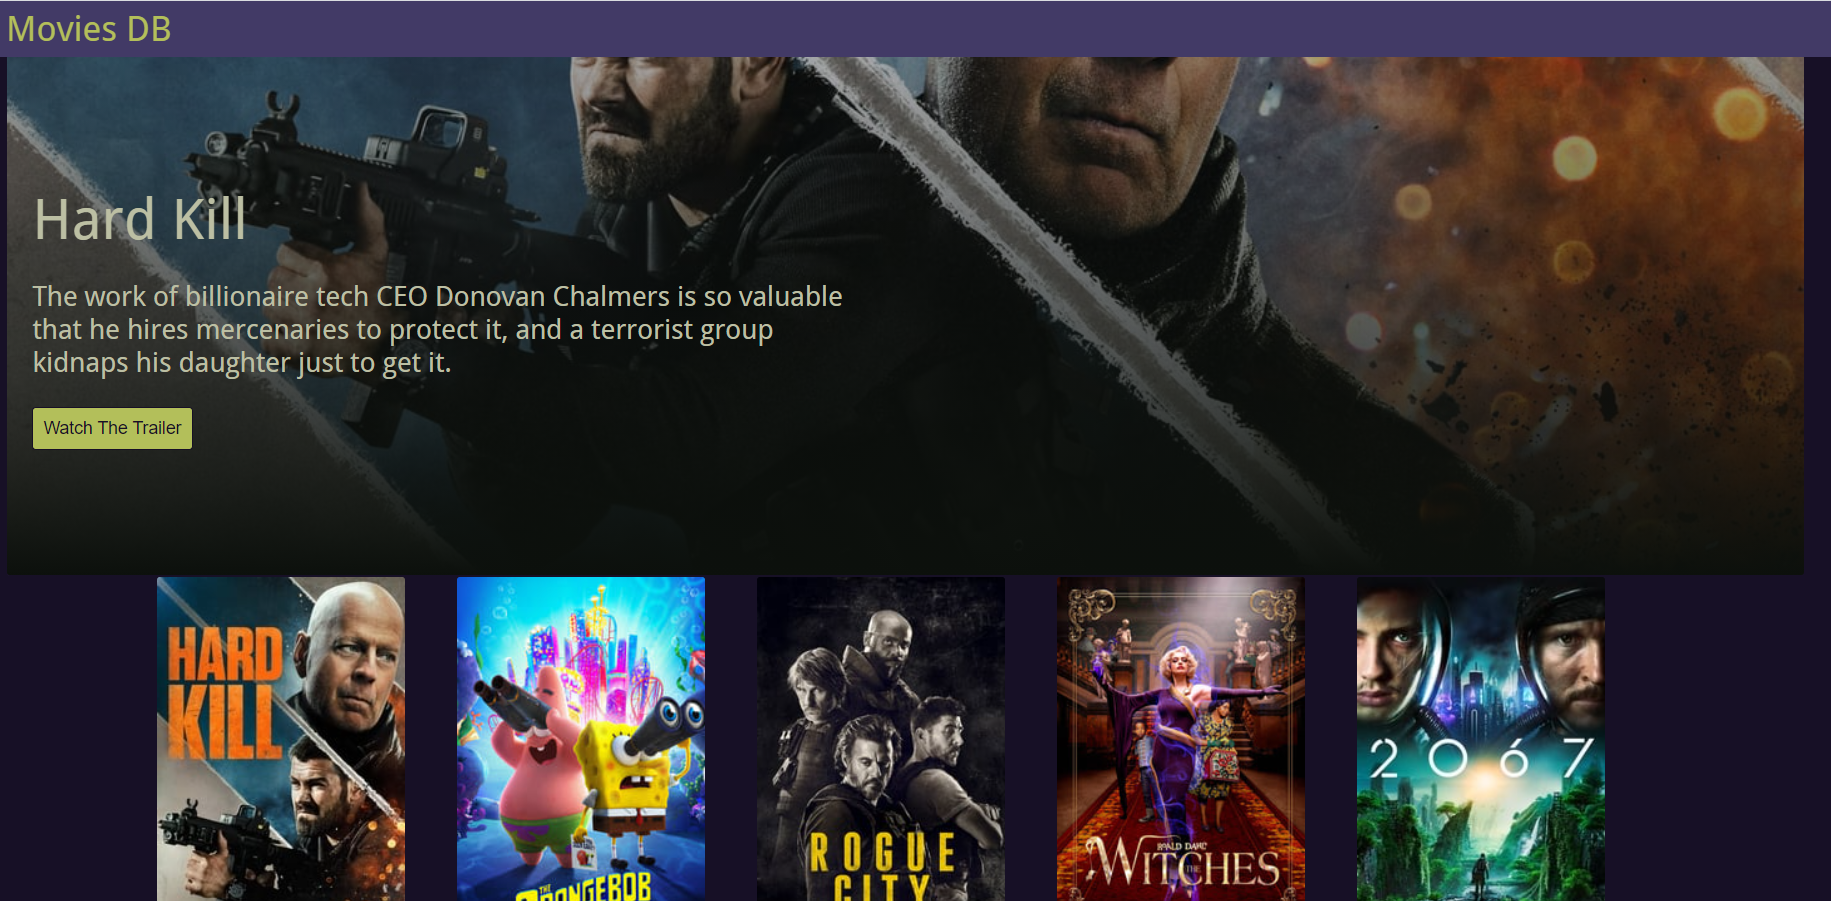 Movies DB
Hard Kill
The work of billionaire tech CEO Donovan Chalmers is so valuable
that he hires mercenaries to protect it, and a terrorist group
kidnaps his daughter just to get it.
Watch The Trailer
HARD
KILL
THE
SPONGEBOB
ROGUE
CITY
ROALD DAHL'S
THE
WITCHES
2067